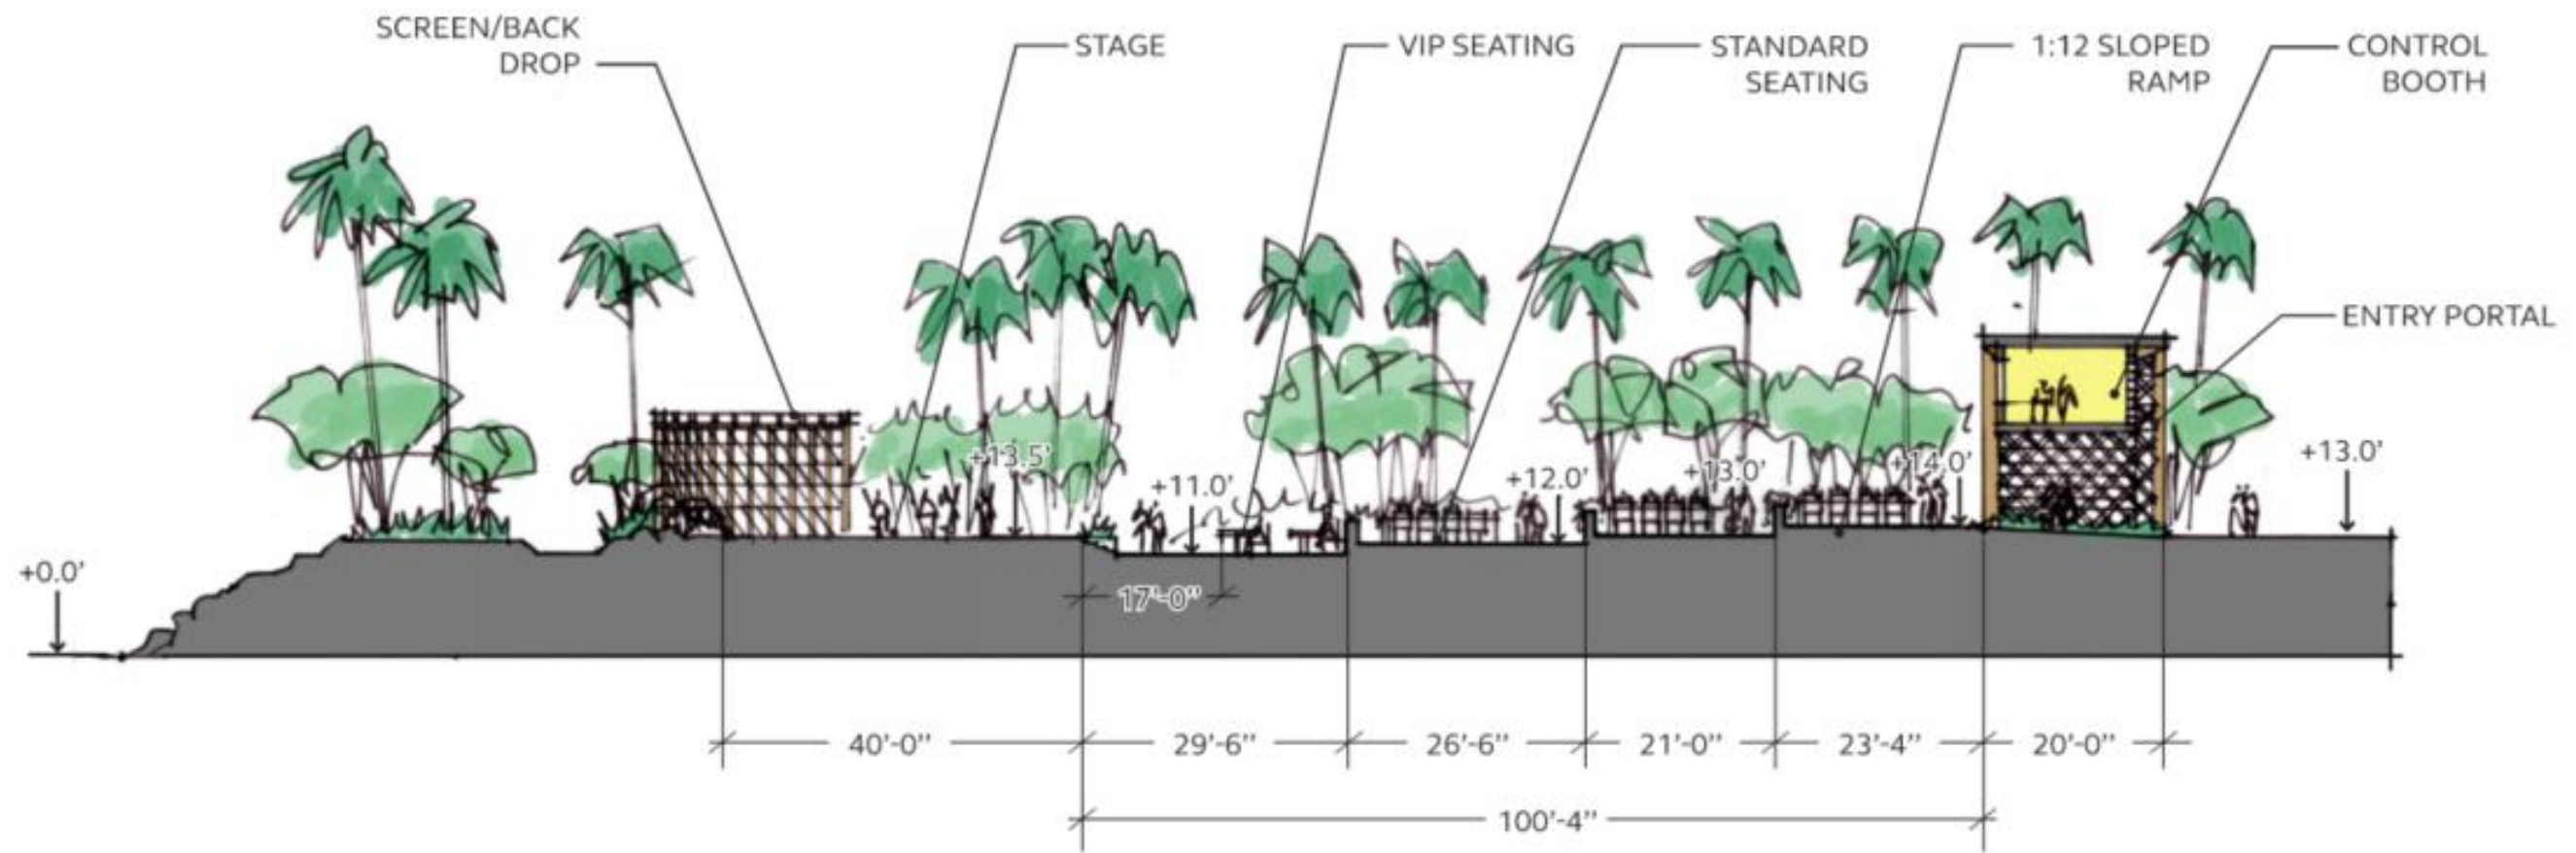 SCREEN/BACK
DROP
STAGE
VIP SEATING
STANDARD
SEATING
1:12 SLOPED
RAMP
CONTROL
BOOTH
ENTRY PORTAL
+13.5'
+11.0'
+12.0'
+13.0'
+14.0'
+13.0'
+0.0'
17'-0"
40'-0"
29'-6"
26'-6"
21'-0"
23'-4"
20'-0"
100'-4"